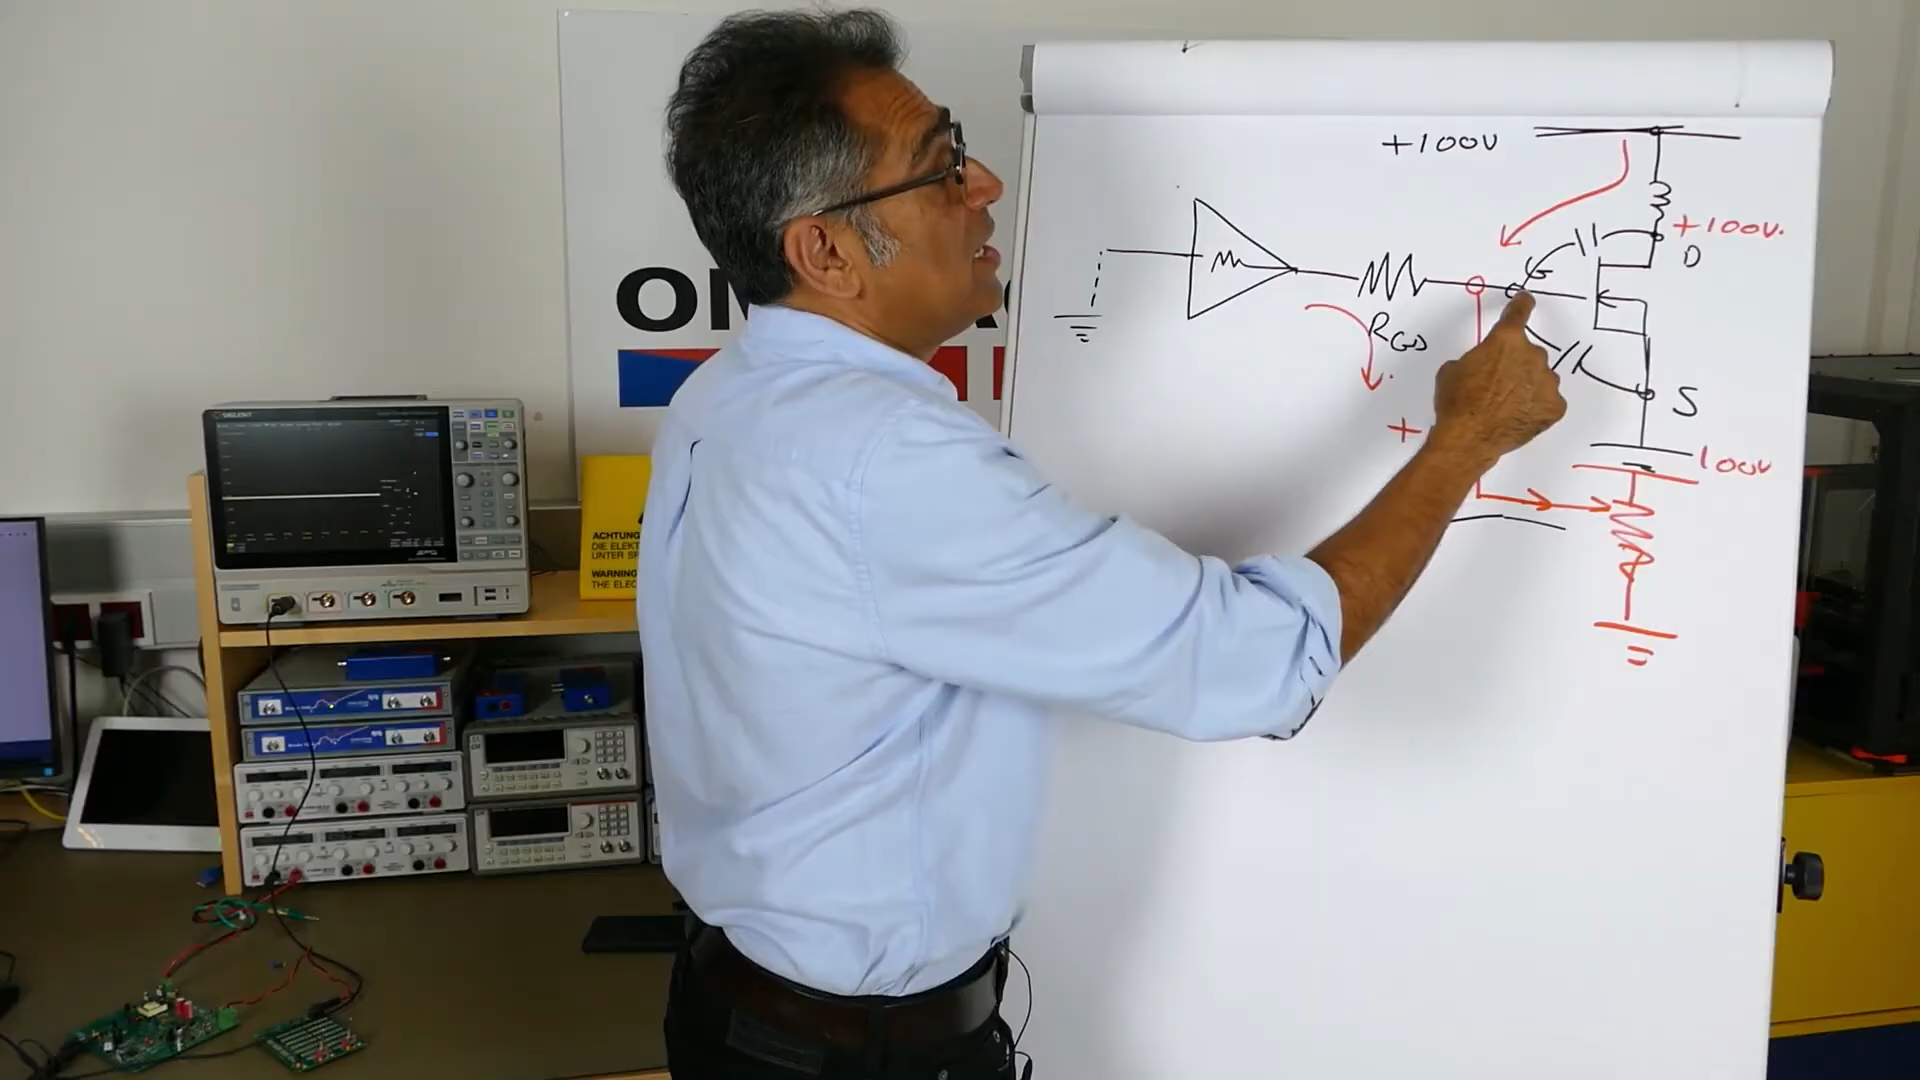 +100V
+100V.
D
G
RGD
S
+
100V
OM
ACHTUNG
DIE ELEKT
UNTER SP
WARNING
THE ELEC
SIGLENT